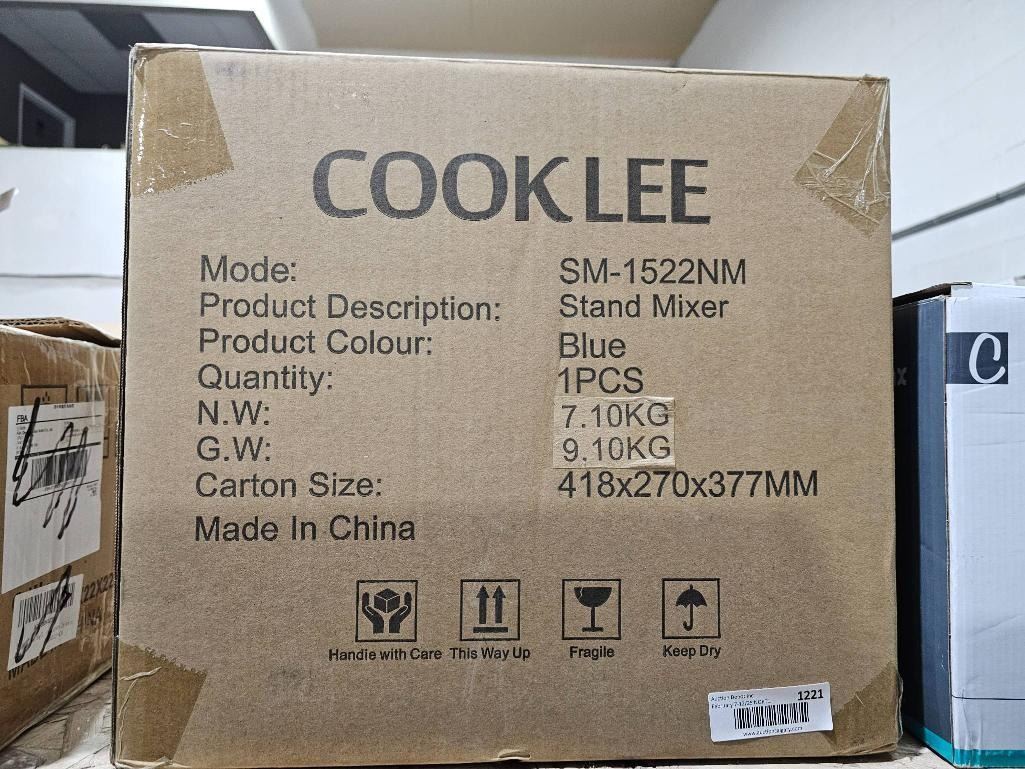 COOKLEE
Mode: SM-1522NM
Product Description: Stand Mixer
Product Colour: Blue
Quantity: 1PCS
N.W: 7.10KG
G.W: 9.10KG
Carton Size: 418x270x377MM
Made In China
Handie with Care This Way Up Fragile Keep Dry
1221
FBA
C